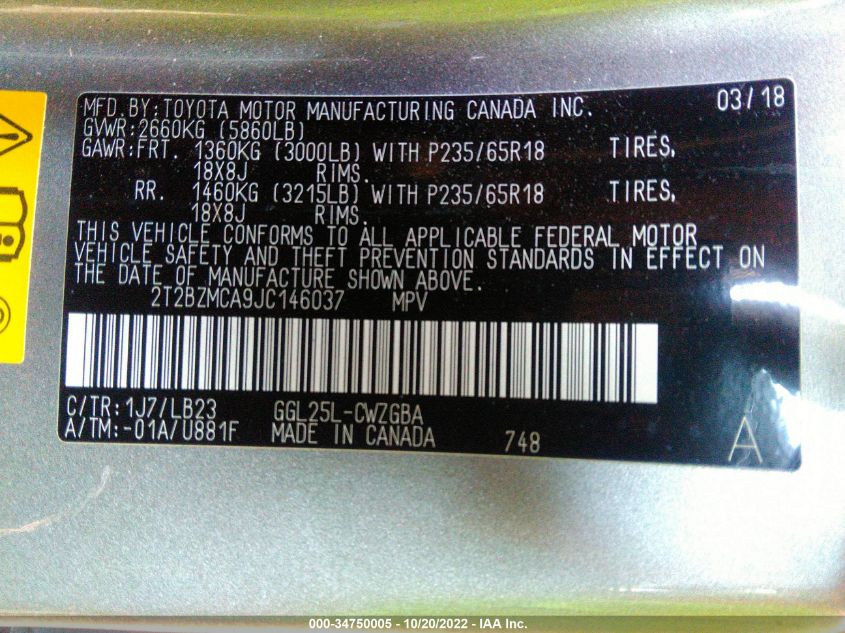 MFD.BY:TOYOTA MOTOR MANUFACTURING CANADA INC. 03/18
GVWR:2660KG (5860LB)
GAWR:FRT. 1360KG (3000LB) WITH P235/65R18 TIRES,
18X8J RIMS.
RR. 1460KG (3215LB) WITH P235/65R18 TIRES,
18X8J RIMS.
THIS VEHICLE CONFORMS TO ALL APPLICABLE FEDERAL MOTOR
VEHICLE SAFETY AND THEFT PREVENTION STANDARDS IN EFFECT ON
THE DATE OF MANUFACTURE SHOWN ABOVE.
2T2BZMCA9JC146037 MPV
C/TR:1J7/LB23 GGL25L-CWZGBA
A/TM:-01A/U881F MADE IN CANADA 748 A
000-34750005 - 10/20/2022 - IAA Inc.